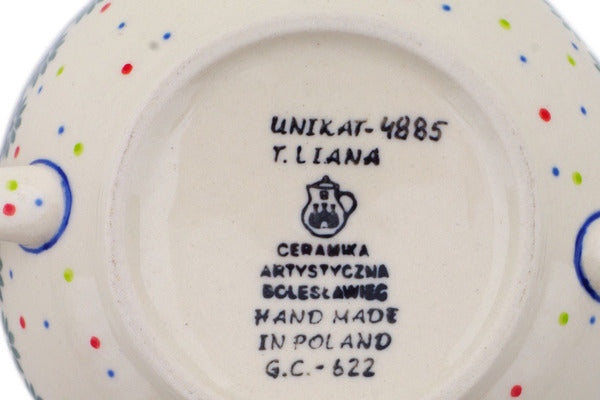 UNIKAT-4885
T. LIANA
CERAMIKA
ARTYSTYCZNA
BOLESŁAWIEC
HAND MADE
IN POLAND
G.C.-622